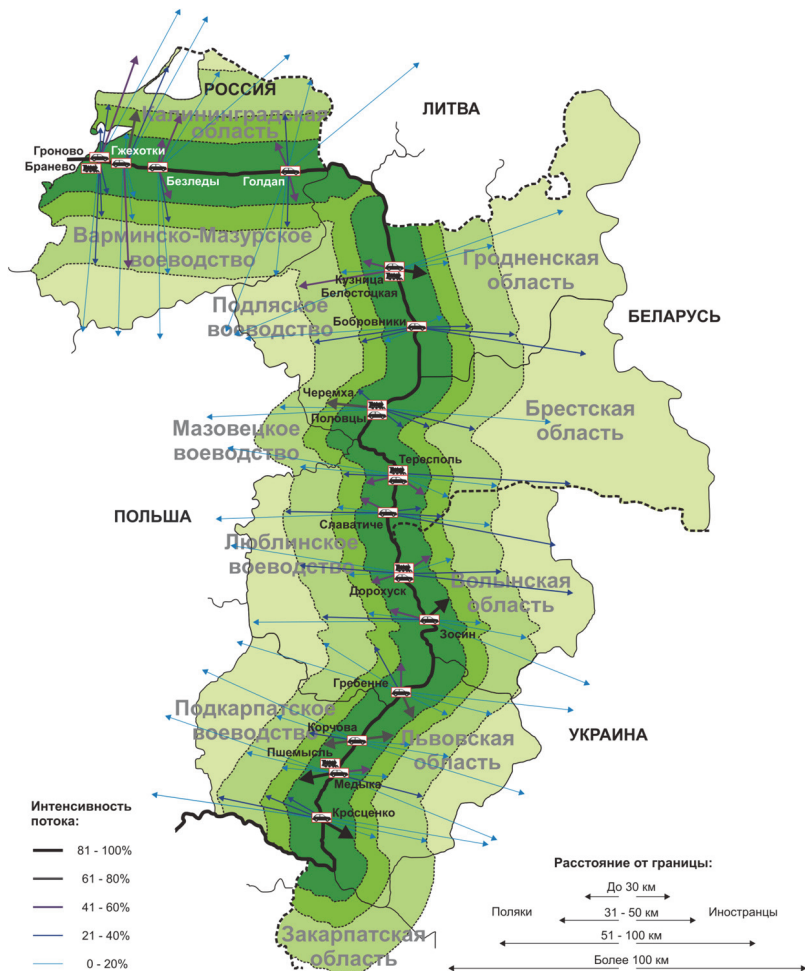 РОССИЯ
Калининградская
область
ЛИТВА
Гроново
Гжехотки
Бранево
Безледы
Голдап
Варминско-Мазурское
воеводство
Гродненская
область
Кузница
Белостоцкая
Подляское
воеводство
Бобровники
БЕЛАРУСЬ
Черемха
Половцы
Брестская
область
Мазовецкое
воеводство
Тересполь
ПОЛЬША
Славатиче
Люблинское
воеводство
Дорохуск
Волынская
область
Зосин
Гребенне
Подкарпатское
воеводство
Корчова
Львовская
область
УКРАИНА
Пшемысль
Медыка
Кросценко
Интенсивность
потока:
81 - 100%
61 - 80%
41 - 60%
21 - 40%
0 - 20%
Расстояние от границы:
До 30 км
Поляки
31 - 50 км
Иностранцы
51 - 100 км
Более 100 км
Закарпатская
область